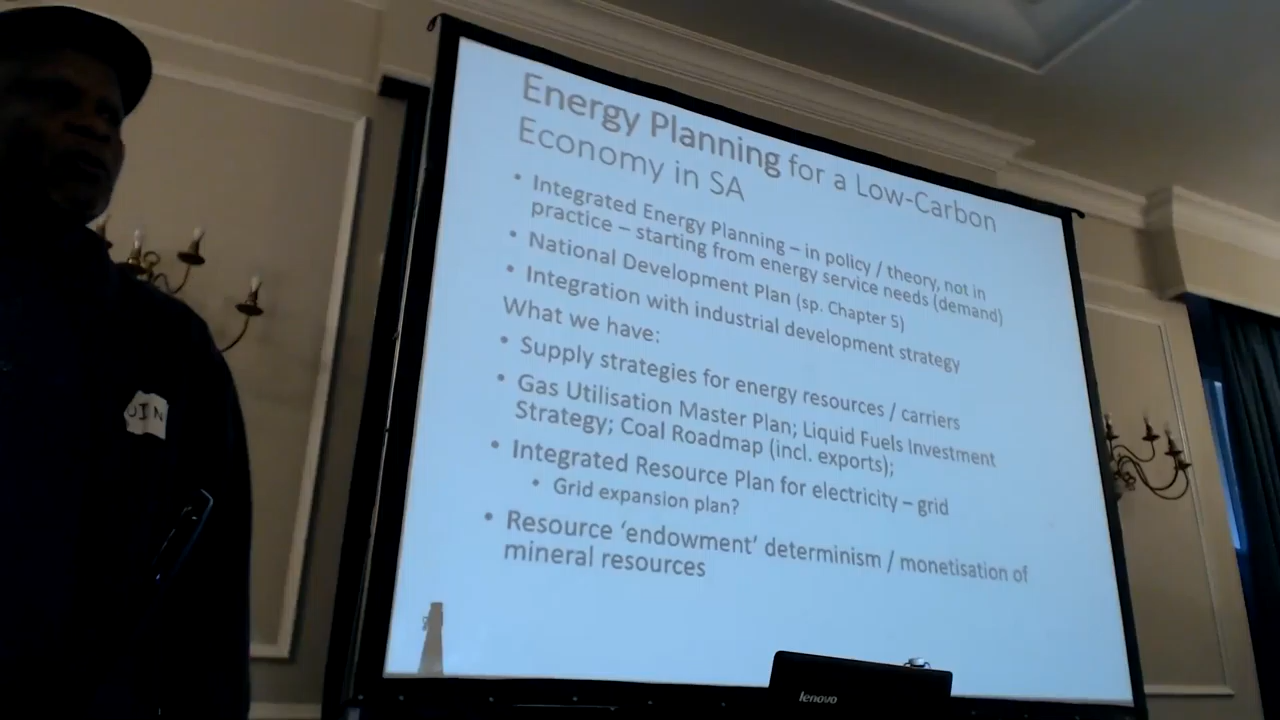 Energy Planning for a Low-Carbon
Economy in SA
• Integrated Energy Planning – in policy / theory, not in
practice – starting from energy service needs (demand)
• National Development Plan (sp. Chapter 5)
• Integration with industrial development strategy
What we have:
• Supply strategies for energy resources / carriers
• Gas Utilisation Master Plan; Liquid Fuels Investment
Strategy; Coal Roadmap (incl. exports);
• Integrated Resource Plan for electricity – grid
• Grid expansion plan?
• Resource ‘endowment’ determinism / monetisation of
mineral resources
lenovo